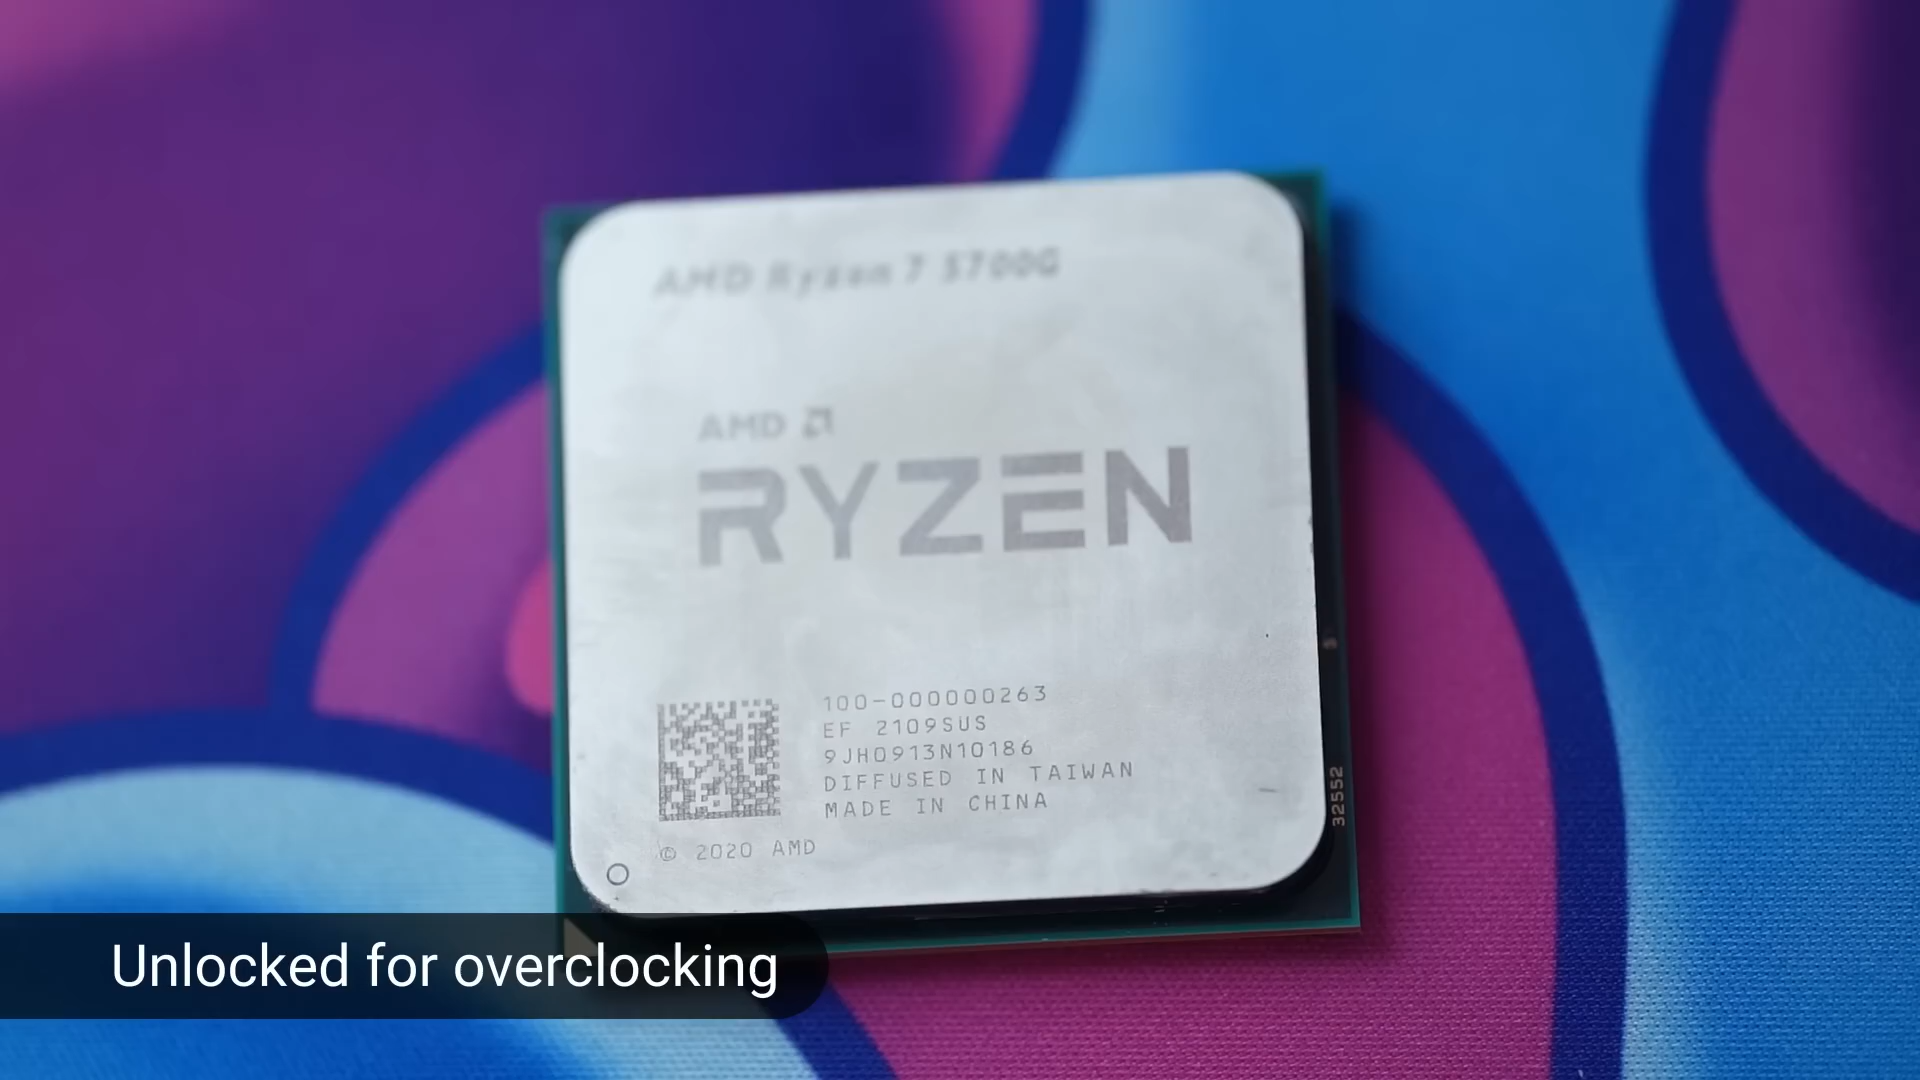 AMD Ryzen 7 5700G
AMD
RYZEN
100-000000263
EF 2109SUS
9JH0913N10186
DIFFUSED IN TAIWAN
MADE IN CHINA
© 2020 AMD
32552
Unlocked for overclocking